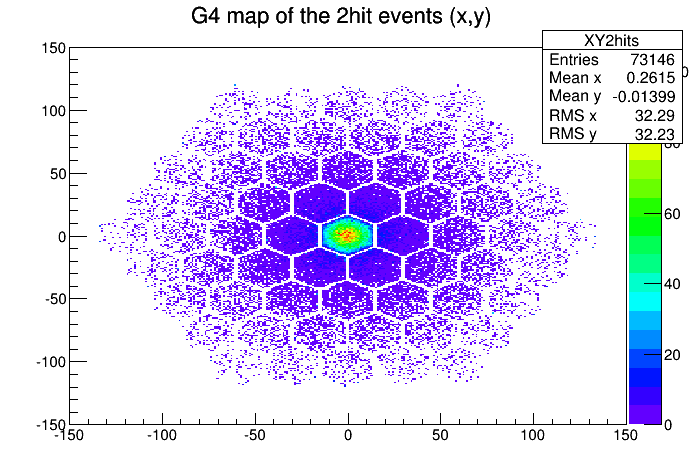 G4 map of the 2hit events (x,y)
XY2hits
Entries 73146
Mean x 0.2615
Mean y -0.01399
RMS x 32.29
RMS y 32.23
150
100
50
0
-50
-100
-150
-150
-100
-50
0
50
100
150
60
40
20
0